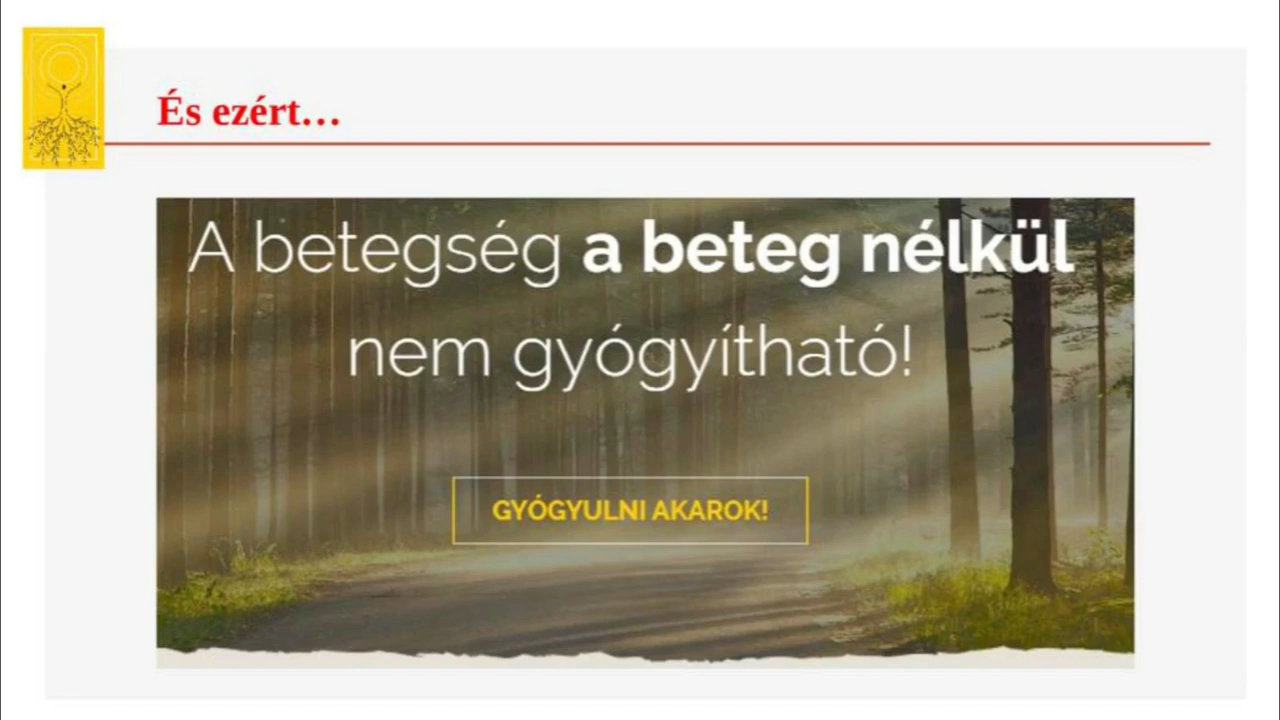 És ezért…
A betegség a beteg nélkül
nem gyógyítható!
GYÓGYULNI AKAROK!